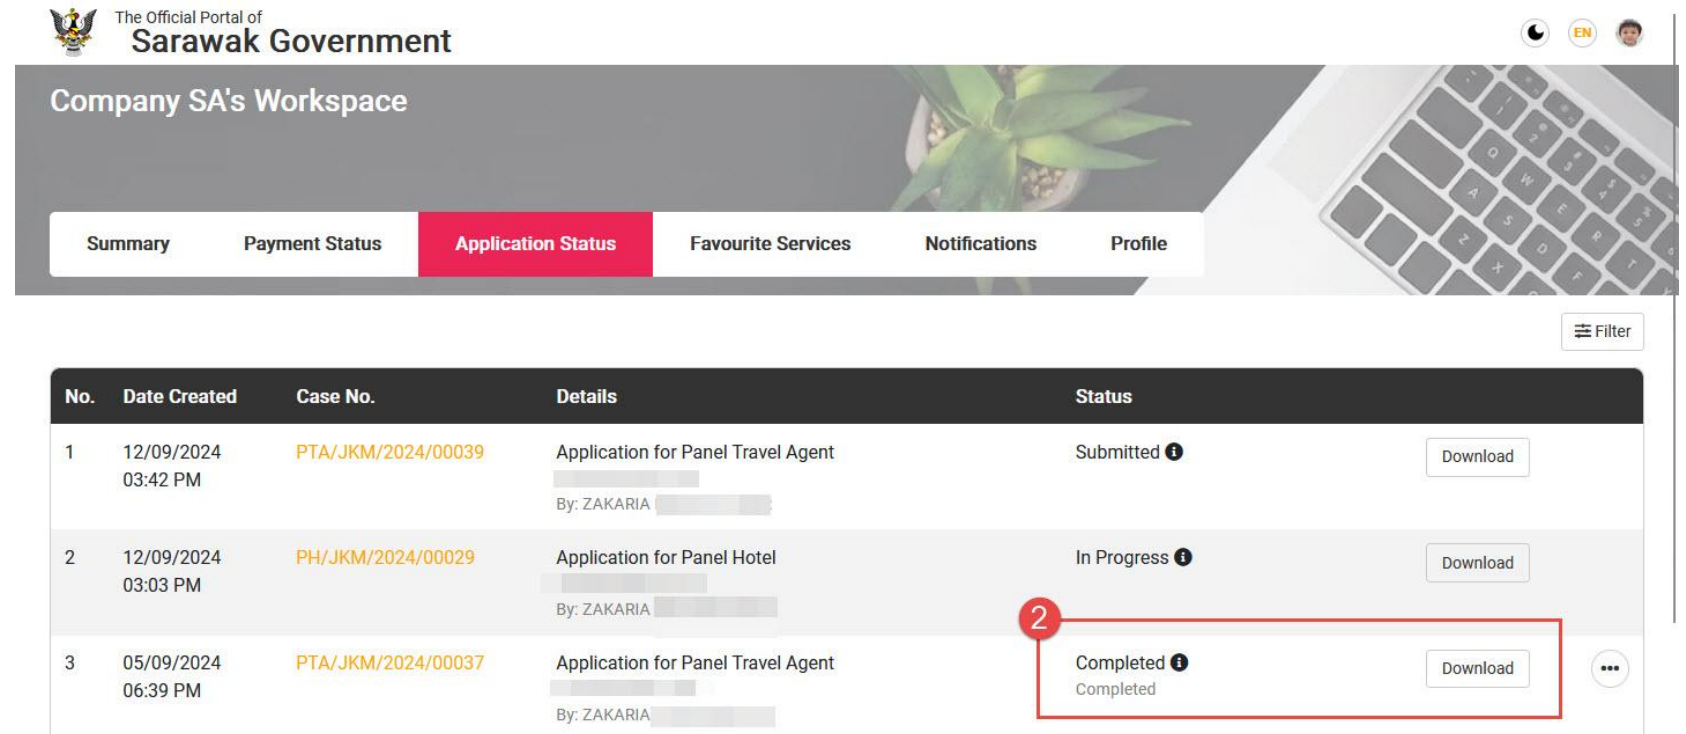 The Official Portal of
Sarawak Government
EN
Company SA's Workspace
Summary Payment Status Application Status Favourite Services Notifications Profile
Filter
No. Date Created Case No. Details Status
1 12/09/2024 PTA/JKM/2024/00039 Application for Panel Travel Agent Submitted Download
03:42 PM
By: ZAKARIA
2 12/09/2024 PH/JKM/2024/00029 Application for Panel Hotel In Progress Download
03:03 PM
By: ZAKARIA
2
3 05/09/2024 PTA/JKM/2024/00037 Application for Panel Travel Agent Completed Download
06:39 PM Completed
By: ZAKARIA